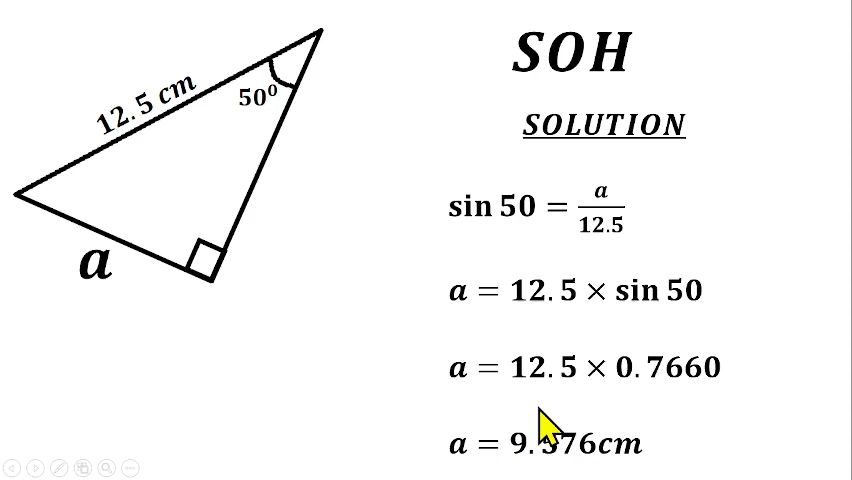 12.5 cm
50⁰
a
SOH
SOLUTION
sin 50 = a/12.5
a = 12.5 × sin 50
a = 12.5 × 0.7660